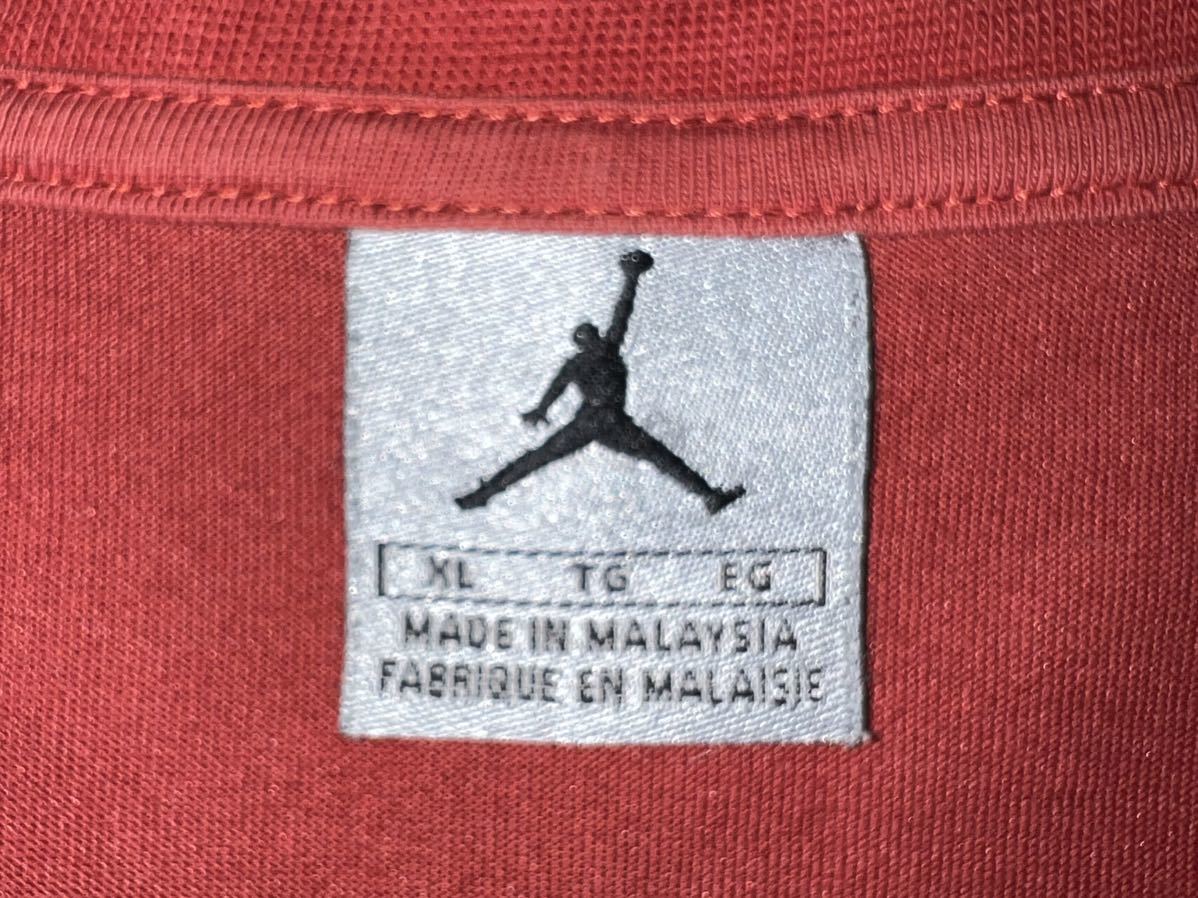 XL TG EG
MADE IN MALAYSIA
FABRIQUE EN MALAISIE